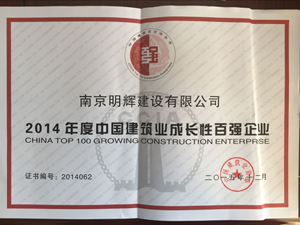 南京明辉建设有限公司
2014年度中国建筑业成长性百强企业
CHINA TOP 100 GROWING CONSTRUCTION ENTERPRSE
证书编号：2014062
二〇一五年十二月